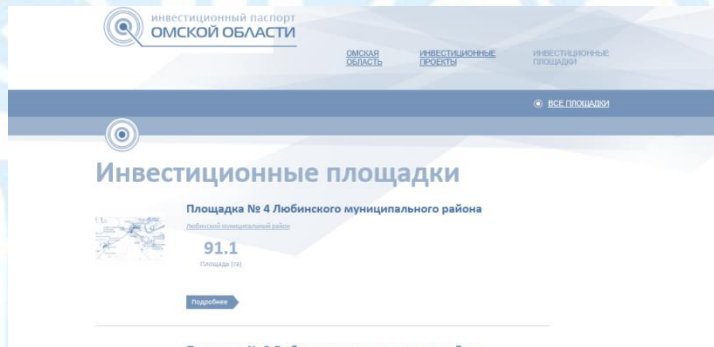 инвестиционный паспорт
ОМСКОЙ ОБЛАСТИ
ОМСКАЯ ОБЛАСТЬ
ИНВЕСТИЦИОННЫЕ ПРОЕКТЫ
ИНВЕСТИЦИОННЫЕ ПЛОЩАДКИ
ВСЕ ПЛОЩАДКИ
Инвестиционные площадки
Площадка № 4 Любинского муниципального района
Любинский муниципальный район
91.1
Площадь (га)
Подробнее